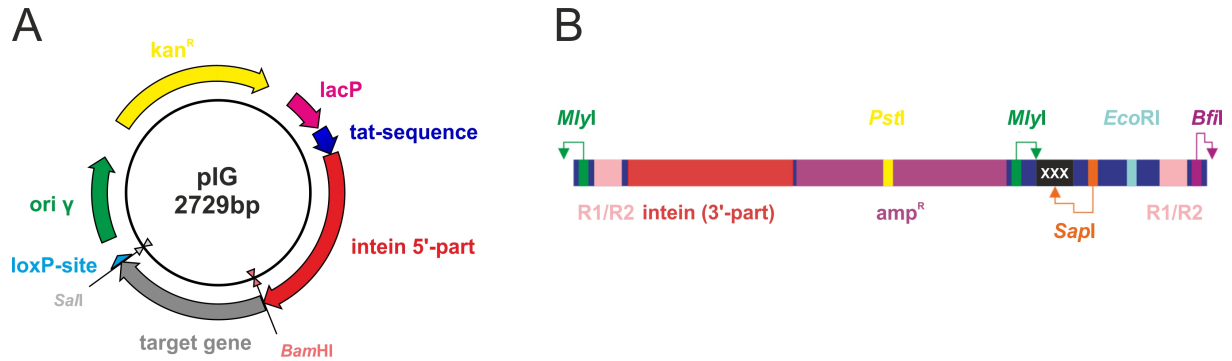 A
kanR
lacP
tat-sequence
pIG
2729bp
ori γ
intein 5'-part
loxP-site
SalI
target gene
BamHI
B
MlyI
PstI
MlyI
EcoRI
BfiI
XXX
R1/R2
intein (3'-part)
ampR
R1/R2
SapI